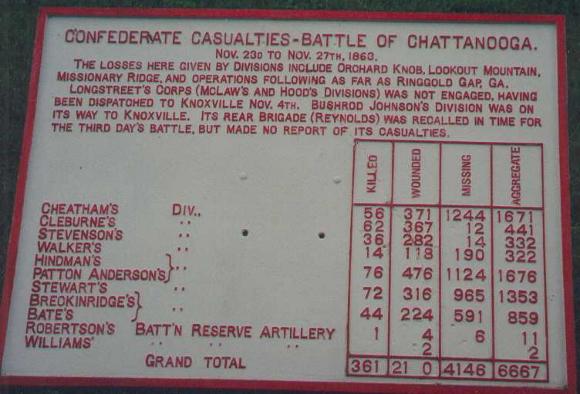 CONFEDERATE CASUALTIES-BATTLE OF CHATTANOOGA.
NOV. 23D TO NOV. 27TH, 1863.
THE LOSSES HERE GIVEN BY DIVISIONS INCLUDE ORCHARD KNOB, LOOKOUT MOUNTAIN,
MISSIONARY RIDGE, AND OPERATIONS FOLLOWING AS FAR AS RINGGOLD GAP, GA.
LONGSTREET'S CORPS (MCLAW'S AND HOOD'S DIVISIONS) WAS NOT ENGAGED, HAVING
BEEN DISPATCHED TO KNOXVILLE NOV. 4TH. BUSHROD JOHNSON'S DIVISION WAS ON
ITS WAY TO KNOXVILLE. ITS REAR BRIGADE (REYNOLDS) WAS RECALLED IN TIME FOR
THE THIRD DAY'S BATTLE, BUT MADE NO REPORT OF ITS CASUALTIES.
KILLED WOUNDED MISSING AGGREGATE
CHEATHAM'S DIV., 56 371 1244 1671
CLEBURNE'S " 62 367 12 441
STEVENSON'S " 36 282 14 332
WALKER'S " 14 118 190 322
HINDMAN'S }
PATTON ANDERSON'S } " 76 476 1124 1676
STEWART'S " 72 316 965 1353
BRECKINRIDGE'S }
BATE'S } " 44 224 591 859
ROBERTSON'S BATT'N RESERVE ARTILLERY 1 4 6 11
WILLIAMS' " " " 2 2
GRAND TOTAL 361 21 0 4146 6667